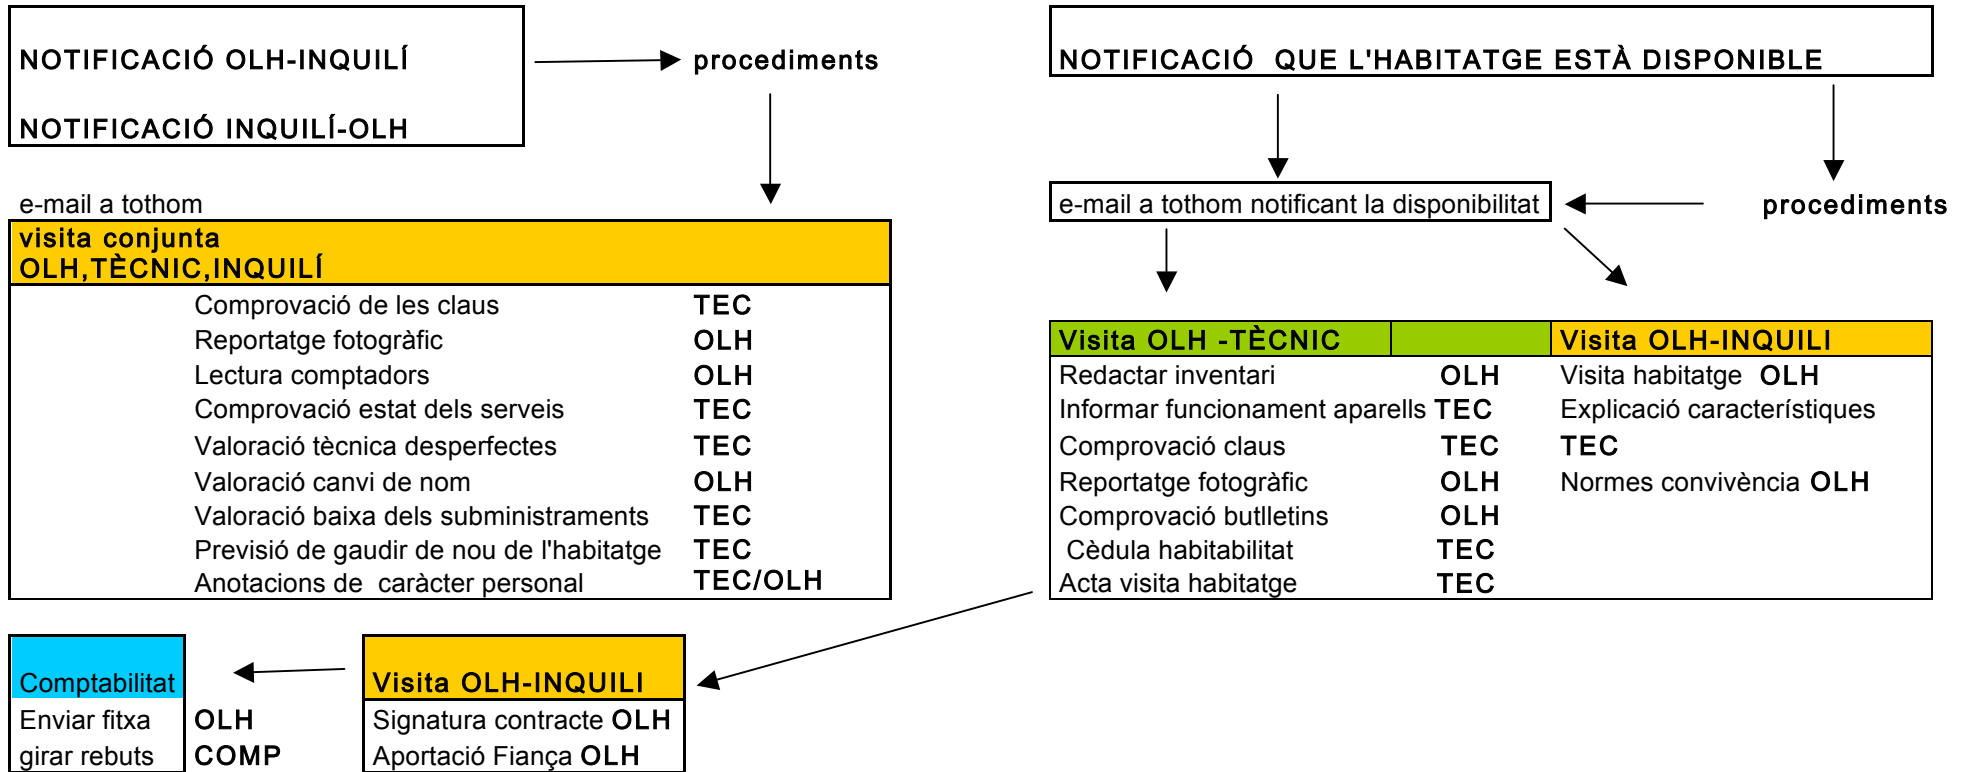 NOTIFICACIÓ OLH-INQUILÍ
NOTIFICACIÓ INQUILÍ-OLH
procediments
e-mail a tothom
visita conjunta
OLH,TÈCNIC,INQUILÍ
Comprovació de les claus TEC
Reportatge fotogràfic OLH
Lectura comptadors OLH
Comprovació estat dels serveis TEC
Valoració tècnica desperfectes TEC
Valoració canvi de nom OLH
Valoració baixa dels subministraments TEC
Previsió de gaudir de nou de l'habitatge TEC
Anotacions de caràcter personal TEC/OLH
NOTIFICACIÓ QUE L'HABITATGE ESTÀ DISPONIBLE
e-mail a tothom notificant la disponibilitat
procediments
Visita OLH -TÈCNIC
Redactar inventari OLH
Informar funcionament aparells TEC
Comprovació claus TEC
Reportatge fotogràfic OLH
Comprovació butlletins OLH
Cèdula habitabilitat TEC
Acta visita habitatge TEC
Visita OLH-INQUILI
Visita habitatge OLH
Explicació característiques
TEC
Normes convivència OLH
Comptabilitat
Enviar fitxa OLH
girar rebuts COMP
Visita OLH-INQUILI
Signatura contracte OLH
Aportació Fiança OLH